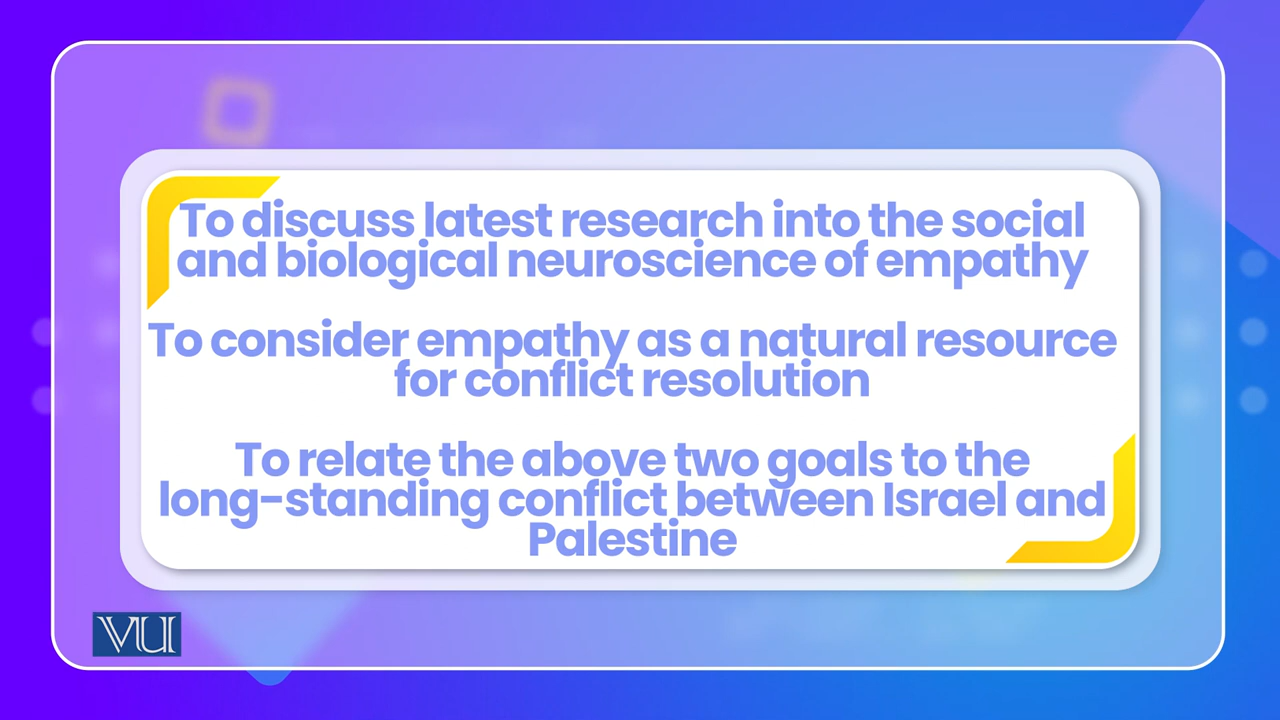 To discuss latest research into the social
and biological neuroscience of empathy
To consider empathy as a natural resource
for conflict resolution
To relate the above two goals to the
long-standing conflict between Israel and
Palestine
VU